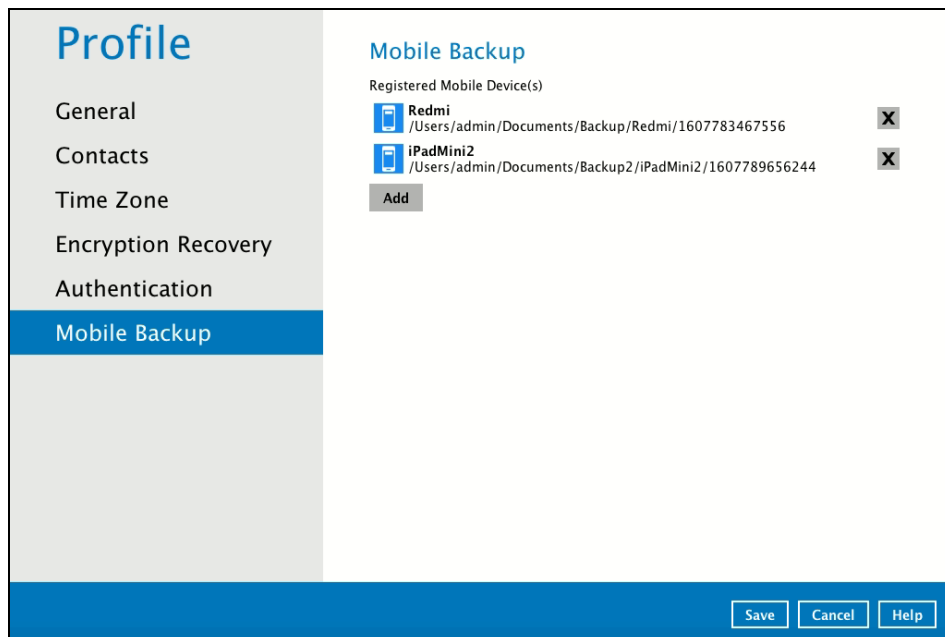 Profile
General
Contacts
Time Zone
Encryption Recovery
Authentication
Mobile Backup
Mobile Backup
Registered Mobile Device(s)
Redmi
/Users/admin/Documents/Backup/Redmi/1607783467556
X
iPadMini2
/Users/admin/Documents/Backup2/iPadMini2/1607789656244
X
Add
Save Cancel Help